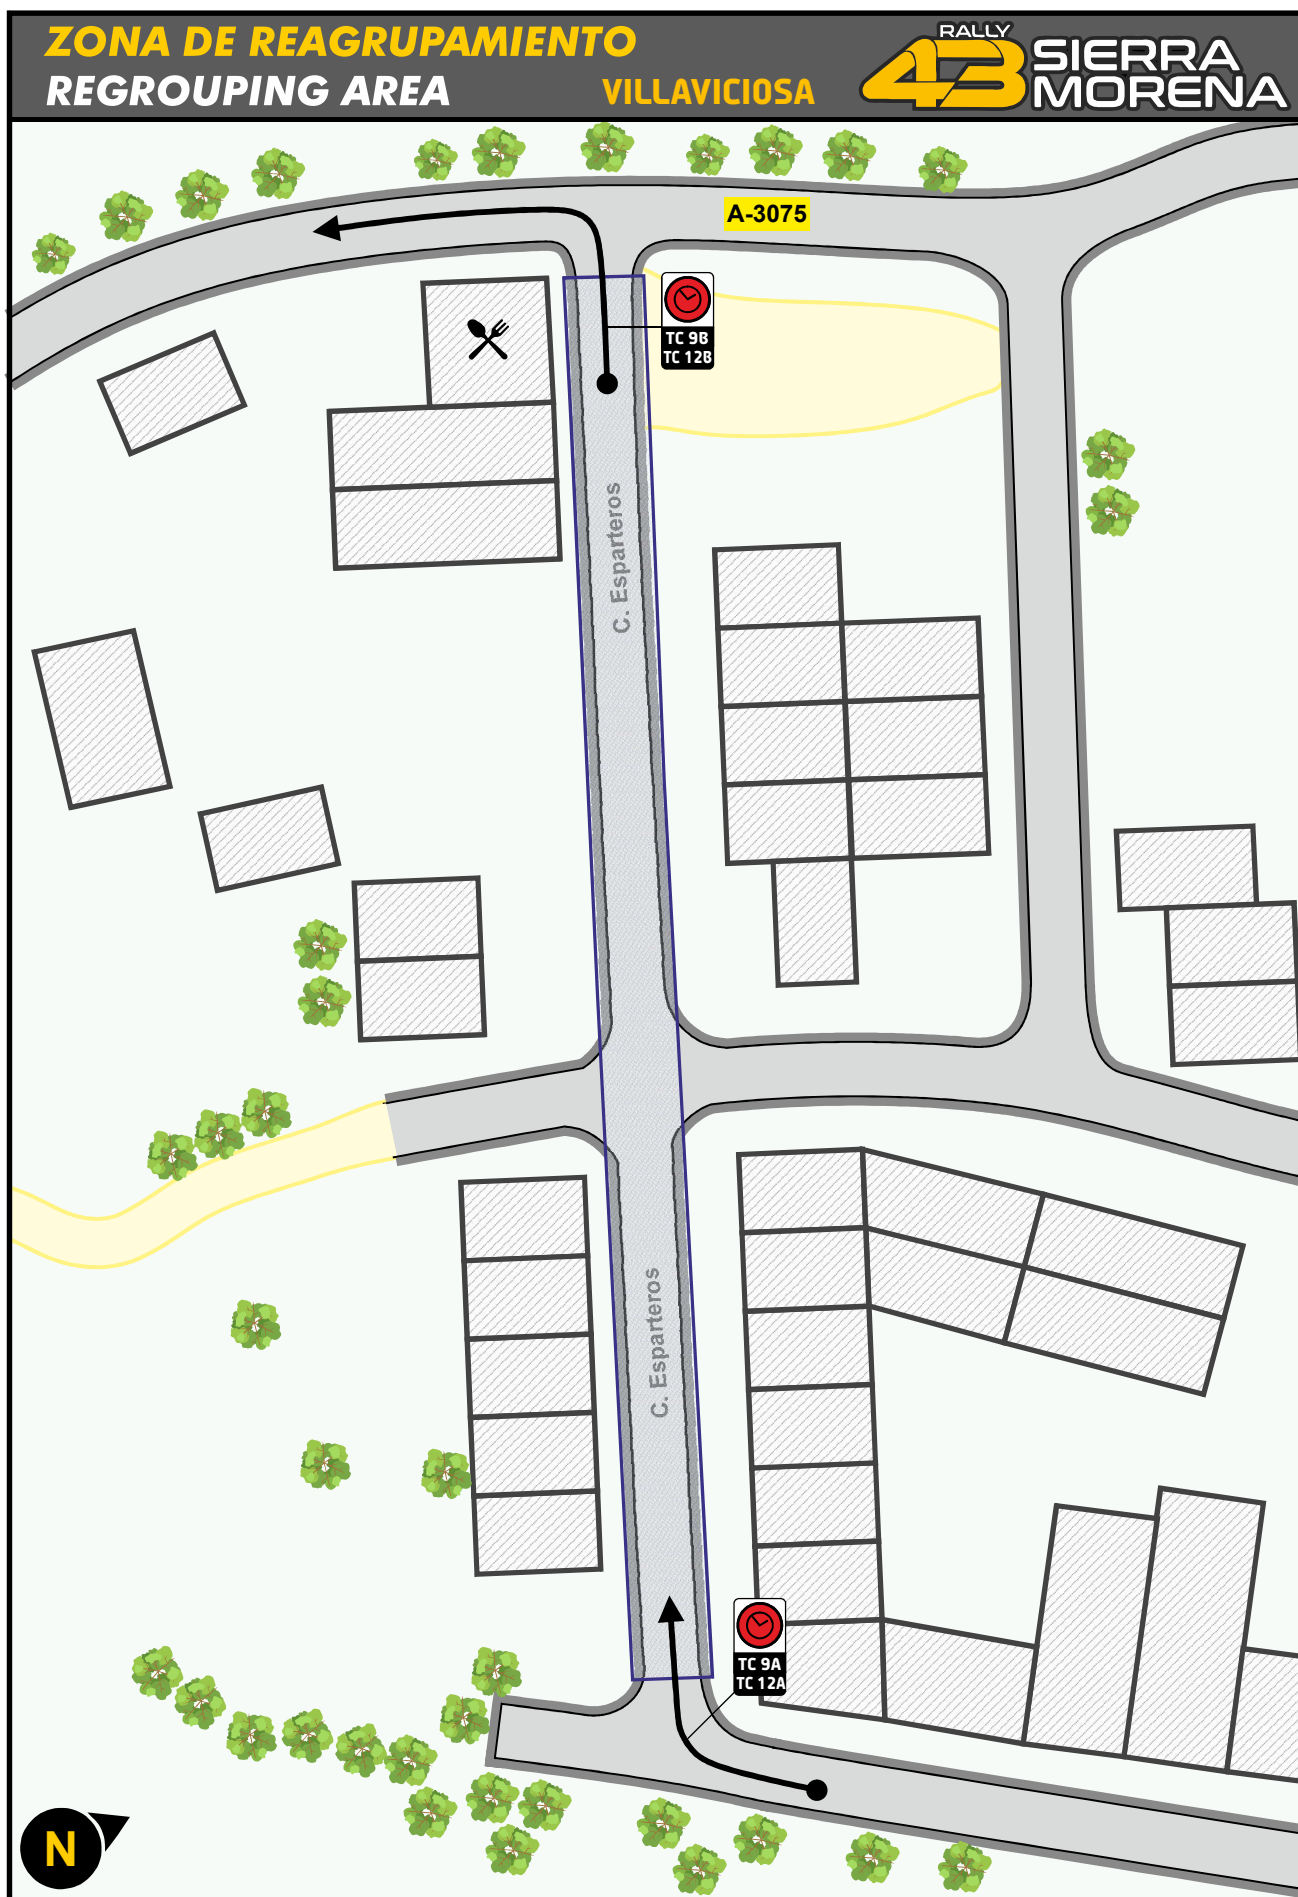 ZONA DE REAGRUPAMIENTO
REGROUPING AREA
VILLAVICIOSA
RALLY
43 SIERRA
MORENA
A-3075
TC 9B
TC 12B
C. Esparteros
C. Esparteros
TC 9A
TC 12A
N